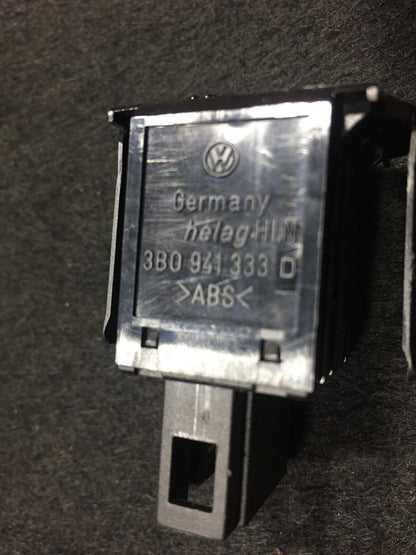 Germany
helag-HLN
3B0 941 333 D
>ABS<